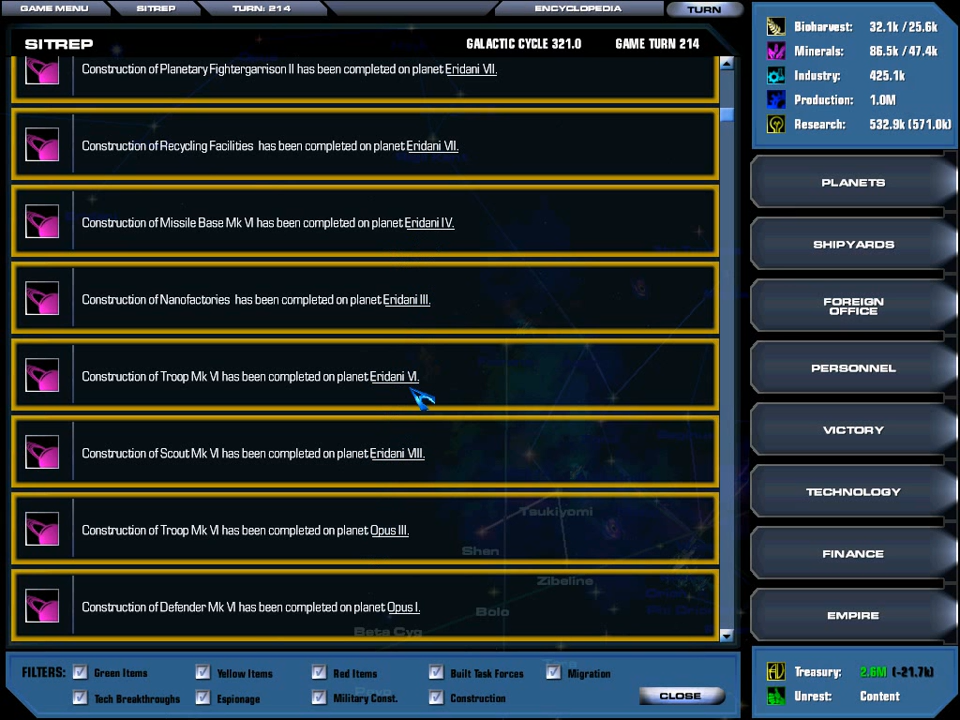 GAME MENU
SITREP
TURN: 214
ENCYCLOPEDIA
TURN
SITREP
GALACTIC CYCLE 321.0
GAME TURN 214
Construction of Planetary Fightergarrison II has been completed on planet Eridani VII.
Construction of Recycling Facilities has been completed on planet Eridani VII.
Construction of Missile Base Mk VI has been completed on planet Eridani IV.
Construction of Nanofactories has been completed on planet Eridani III.
Construction of Troop Mk VI has been completed on planet Eridani VI.
Construction of Scout Mk VI has been completed on planet Eridani VIII.
Construction of Troop Mk VI has been completed on planet Opus III.
Construction of Defender Mk VI has been completed on planet Opus I.
Tsukiyomi
Shan
Zibeline
Bolo
Beta Cyg
FILTERS:
Green Items
Yellow Items
Red Items
Built Task Forces
Migration
Tech Breakthroughs
Espionage
Military Const.
Construction
CLOSE
Bioharvest: 32.1k / 25.6k
Minerals: 86.5k / 47.4k
Industry: 425.1k
Production: 1.0M
Research: 532.9k (571.0k)
PLANETS
SHIPYARDS
FOREIGN
OFFICE
PERSONNEL
VICTORY
TECHNOLOGY
FINANCE
EMPIRE
Treasury: 2.6M (-21.7k)
Unrest: Content